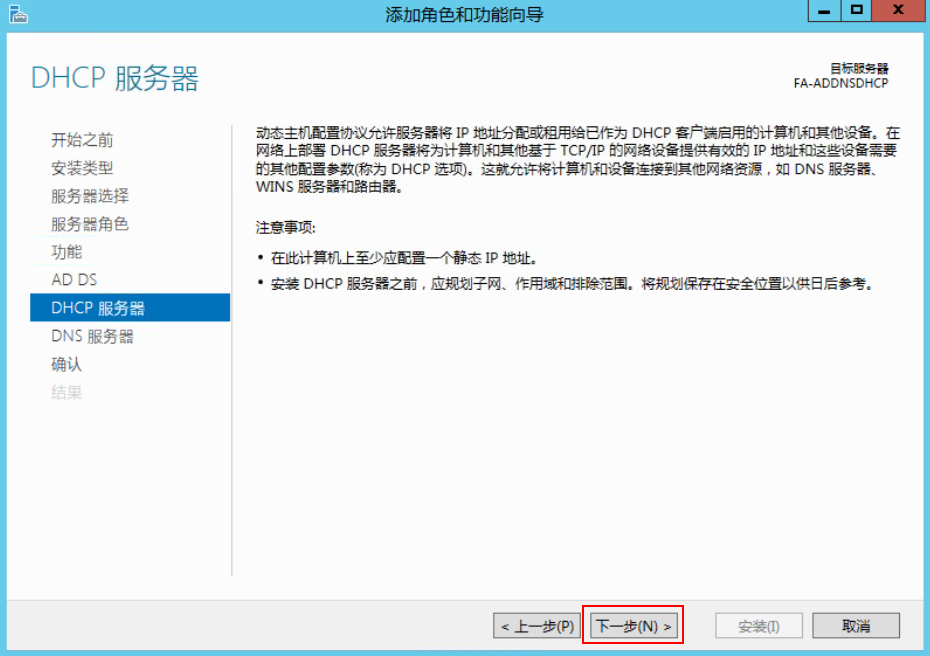 添加角色和功能向导
DHCP 服务器
目标服务器
FA-ADDNSDHCP
开始之前
安装类型
服务器选择
服务器角色
功能
AD DS
DHCP 服务器
DNS 服务器
确认
结果
动态主机配置协议允许服务器将 IP 地址分配或租用给已作为 DHCP 客户端启用的计算机和其他设备。在
网络上部署 DHCP 服务器将为计算机和其他基于 TCP/IP 的网络设备提供有效的 IP 地址和这些设备需要
的其他配置参数(称为 DHCP 选项)。这就允许将计算机和设备连接到其他网络资源，如 DNS 服务器、
WINS 服务器和路由器。
注意事项:
• 在此计算机上至少应配置一个静态 IP 地址。
• 安装 DHCP 服务器之前，应规划子网、作用域和排除范围。将规划保存在安全位置以供日后参考。
< 上一步(P) 下一步(N) > 安装(I) 取消